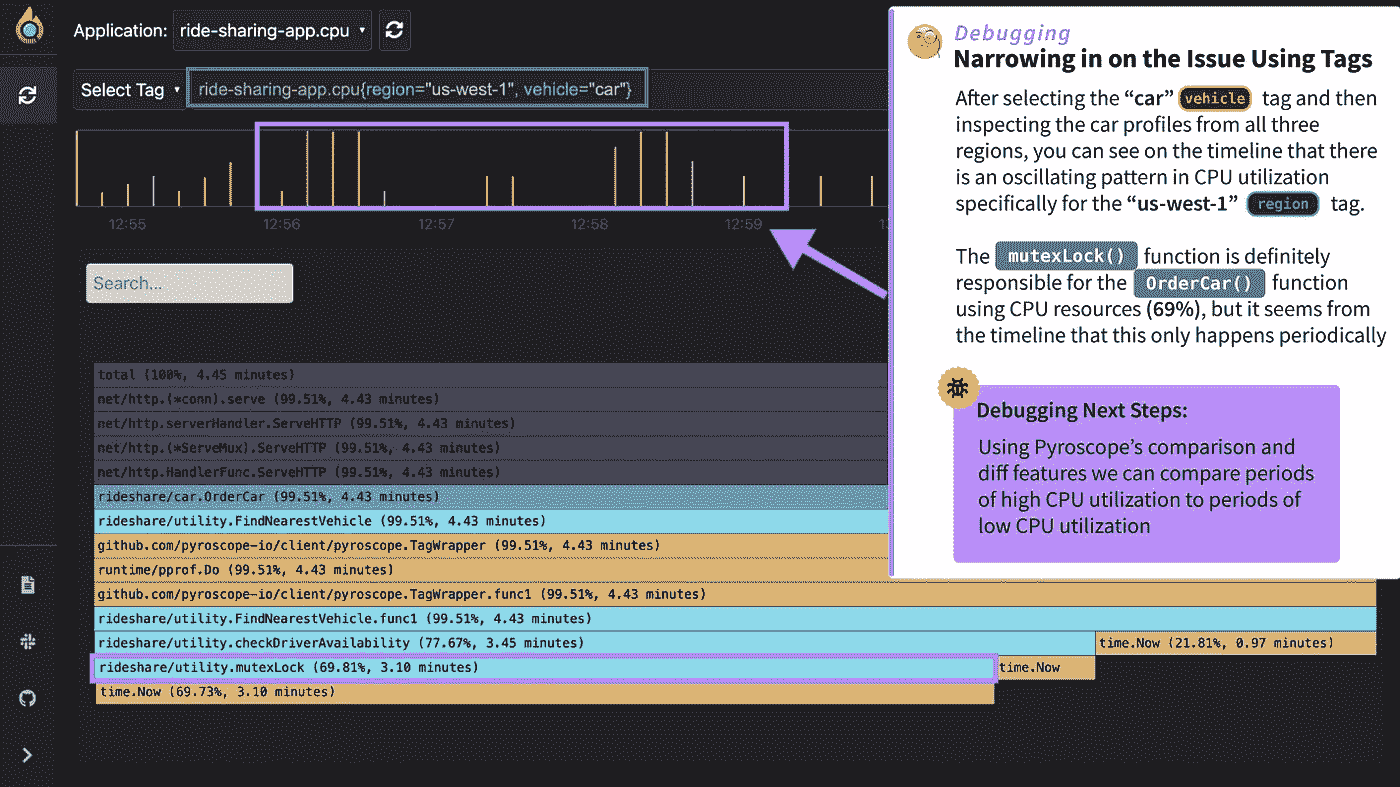 Application:
ride-sharing-app.cpu
Select Tag
ride-sharing-app.cpu{region="us-west-1", vehicle="car"}
12:55
12:56
12:57
12:58
12:59
Search...
total (100%, 4.45 minutes)
net/http.(*conn).serve (99.51%, 4.43 minutes)
net/http.serverHandler.ServeHTTP (99.51%, 4.43 minutes)
net/http.(*ServeMux).ServeHTTP (99.51%, 4.43 minutes)
net/http.HandlerFunc.ServeHTTP (99.51%, 4.43 minutes)
rideshare/car.OrderCar (99.51%, 4.43 minutes)
rideshare/utility.FindNearestVehicle (99.51%, 4.43 minutes)
github.com/pyroscope-io/client/pyroscope.TagWrapper (99.51%, 4.43 minutes)
runtime/pprof.Do (99.51%, 4.43 minutes)
github.com/pyroscope-io/client/pyroscope.TagWrapper.func1 (99.51%, 4.43 minutes)
rideshare/utility.FindNearestVehicle.func1 (99.51%, 4.43 minutes)
rideshare/utility.checkDriverAvailability (77.67%, 3.45 minutes)
time.Now (21.81%, 0.97 minutes)
rideshare/utility.mutexLock (69.81%, 3.10 minutes)
time.Now
time.Now (69.73%, 3.10 minutes)
Debugging
Narrowing in on the Issue Using Tags
After selecting the “car” vehicle tag and then
inspecting the car profiles from all three
regions, you can see on the timeline that there
is an oscillating pattern in CPU utilization
specifically for the “us-west-1” region tag.
The mutexLock() function is definitely
responsible for the OrderCar() function
using CPU resources (69%), but it seems from
the timeline that this only happens periodically
Debugging Next Steps:
Using Pyroscope’s comparison and
diff features we can compare periods
of high CPU utilization to periods of
low CPU utilization